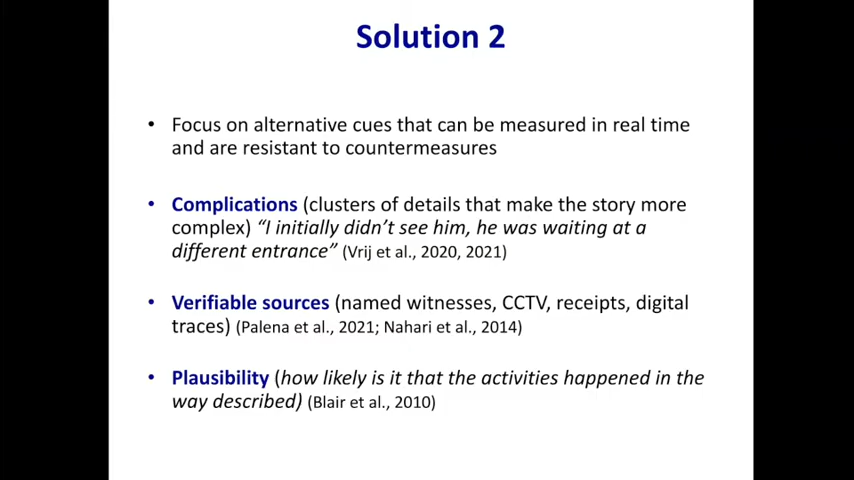 Solution 2
• Focus on alternative cues that can be measured in real time
and are resistant to countermeasures
• Complications (clusters of details that make the story more
complex) “I initially didn’t see him, he was waiting at a
different entrance” (Vrij et al., 2020, 2021)
• Verifiable sources (named witnesses, CCTV, receipts, digital
traces) (Palena et al., 2021; Nahari et al., 2014)
• Plausibility (how likely is it that the activities happened in the
way described) (Blair et al., 2010)